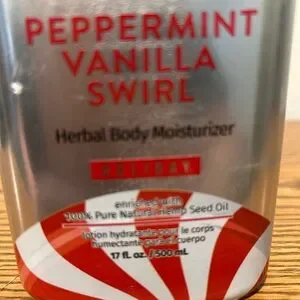 PEPPERMINT
VANILLA
SWIRL
Herbal Body Moisturizer
enriched with
100% Pure Natural Hemp Seed Oil
lotion hydratante pour le corps
humectante para el cuerpo
17 fl. oz. / 500 mL